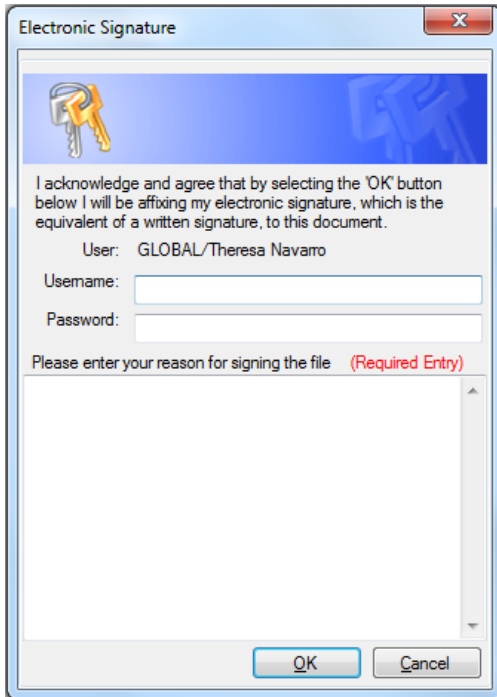 Electronic Signature
I acknowledge and agree that by selecting the 'OK' button
below I will be affixing my electronic signature, which is the
equivalent of a written signature, to this document.
User: GLOBAL/Theresa Navarro
Username:
Password:
Please enter your reason for signing the file (Required Entry)
OK Cancel